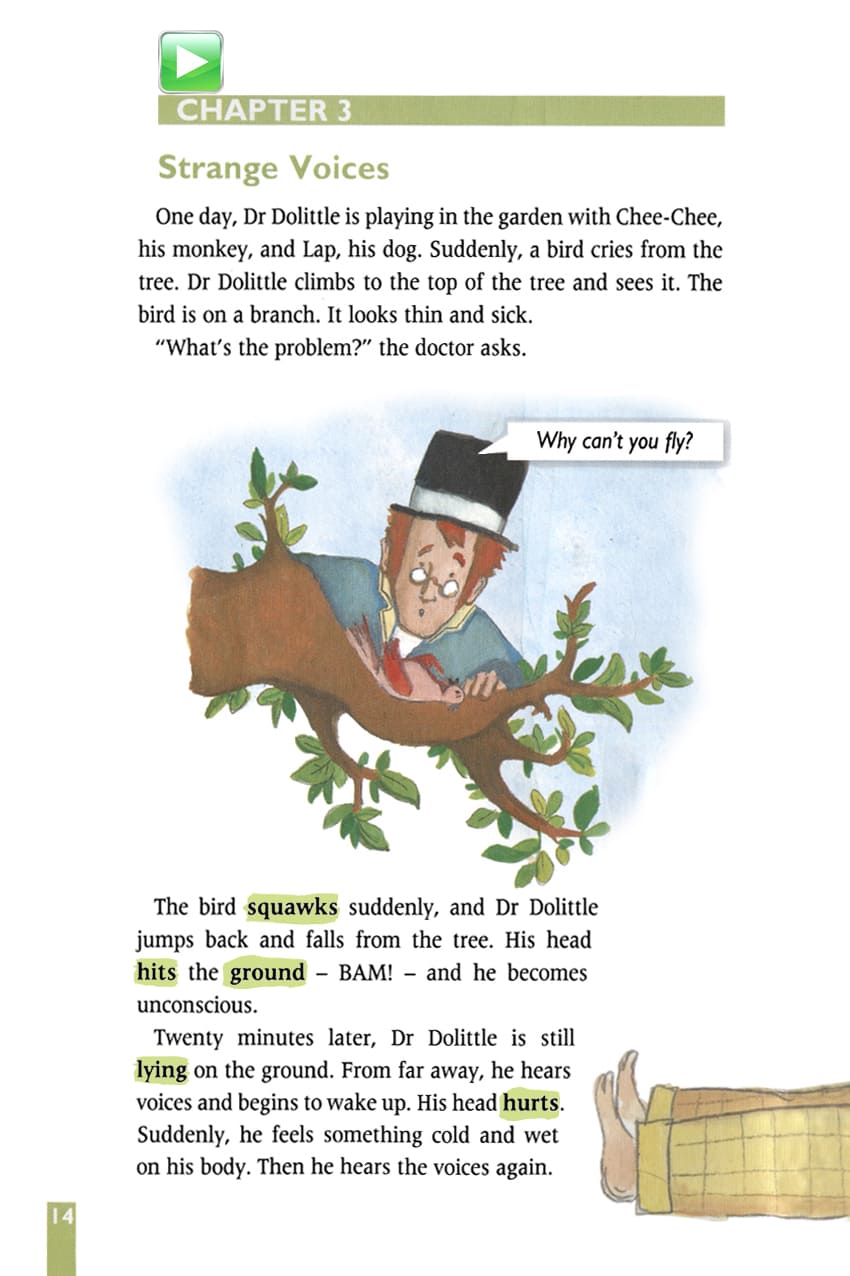 CHAPTER 3
Strange Voices
One day, Dr Dolittle is playing in the garden with Chee-Chee,
his monkey, and Lap, his dog. Suddenly, a bird cries from the
tree. Dr Dolittle climbs to the top of the tree and sees it. The
bird is on a branch. It looks thin and sick.
“What’s the problem?” the doctor asks.
Why can’t you fly?
The bird squawks suddenly, and Dr Dolittle
jumps back and falls from the tree. His head
hits the ground – BAM! – and he becomes
unconscious.
Twenty minutes later, Dr Dolittle is still
lying on the ground. From far away, he hears
voices and begins to wake up. His head hurts.
Suddenly, he feels something cold and wet
on his body. Then he hears the voices again.
14